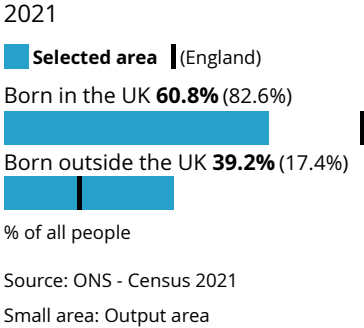 2021
Selected area (England)
Born in the UK 60.8% (82.6%)
Born outside the UK 39.2% (17.4%)
% of all people
Source: ONS - Census 2021
Small area: Output area